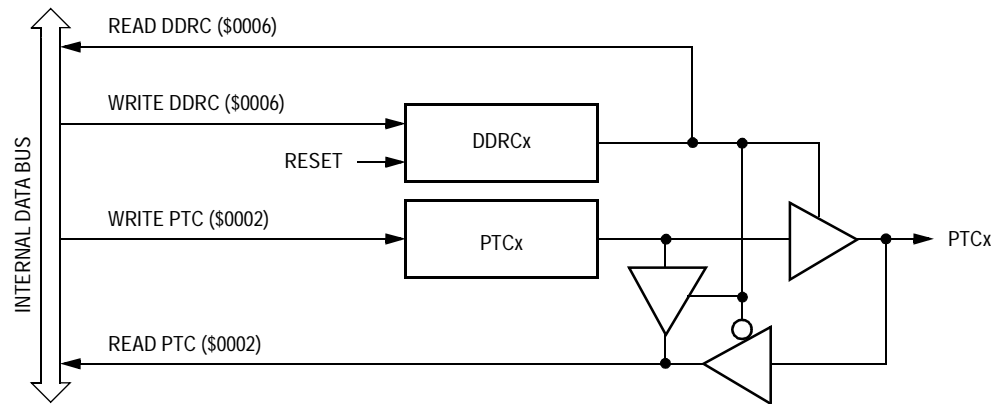 READ DDRC ($0006)
WRITE DDRC ($0006)
DDRCx
RESET
INTERNAL DATA BUS
WRITE PTC ($0002)
PTCx
PTCx
READ PTC ($0002)